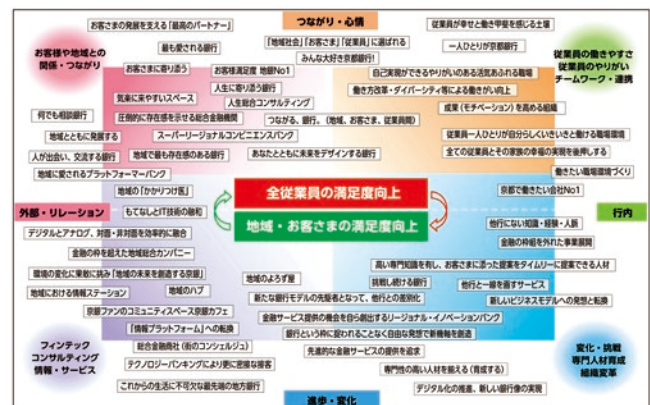 つながり・心情
お客さまの発展を支える「最高のパートナー」
従業員が幸せと働き甲斐を感じる土壌
お客様や地域との
関係・つながり
最も愛される銀行
「地域社会」「お客さま」「従業員」に選ばれる
一人ひとりが京都銀行
従業員の働きやすさ
従業員のやりがい
チームワーク・連携
みんな大好き京都銀行!
お客さまに寄り添う
お客様満足度 地銀No1
自己実現ができるやりがいのある活気あふれる職場
人生に寄り添う銀行
気楽に来やすいスペース
働き方改革・ダイバーシティ等による働きがい向上
人生総合コンサルティング
成果(モチベーション)を高める組織
何でも相談銀行
圧倒的に存在感を示せる総合金融機関
つながる、銀行。(地域、お客さま、従業員間)
地域とともに発展する
スーパーリージョナルコンビニエンスバンク
従業員一人ひとりが自分らしくいきいきと働ける職場環境
人が出会い、交流する銀行
地域で最も存在感のある銀行
あなたとともに未来をデザインする銀行
全ての従業員とその家族の幸福の実現を後押しする
地域に愛されるプラットフォーマーバンク
働きたい職場環境づくり
地域の「かかりつけ医」
全従業員の満足度向上
京都で働きたい会社No1
外部・リレーション
もてなしとIT技術の融和
地域・お客さまの満足度向上
他行にない知識・経験・人脈
行内
デジタルとアナログ、対面・非対面を効率的に融合
金融の枠組を外れた事業展開
金融の枠を超えた地域総合カンパニー
高い専門知識を有し、お客さまに添った提案をタイムリーに提案できる人材
環境の変化に果敢に挑み「地域の未来を創造する京銀」
地域のよろず屋
挑戦し続ける銀行
他行と一線を画すサービス
地域における情報ステーション
地域のハブ
新たな銀行モデルの先駆者となって、他行との差別化
新しいビジネスモデルへの発想と転換
京都ファンのコミュニティスペース京銀カフェ
金融サービス提供の機会を自ら創出するリージョナル・イノベーションバンク
「情報プラットフォーム」への転換
銀行という枠に捉われることなく自由な発想で新機軸を創造
フィンテック
コンサルティング
情報・サービス
総合金融商社(街のコンシェルジュ)
先進的な金融サービスの提供を追求
変化・挑戦
専門人材育成
組織変革
テクノロジーバンキングにより更に密接な接客
専門性の高い人材を揃える(育成する)
これからの生活に不可欠な最先端の地方銀行
デジタル化の推進、新しい銀行像の実現
進歩・変化